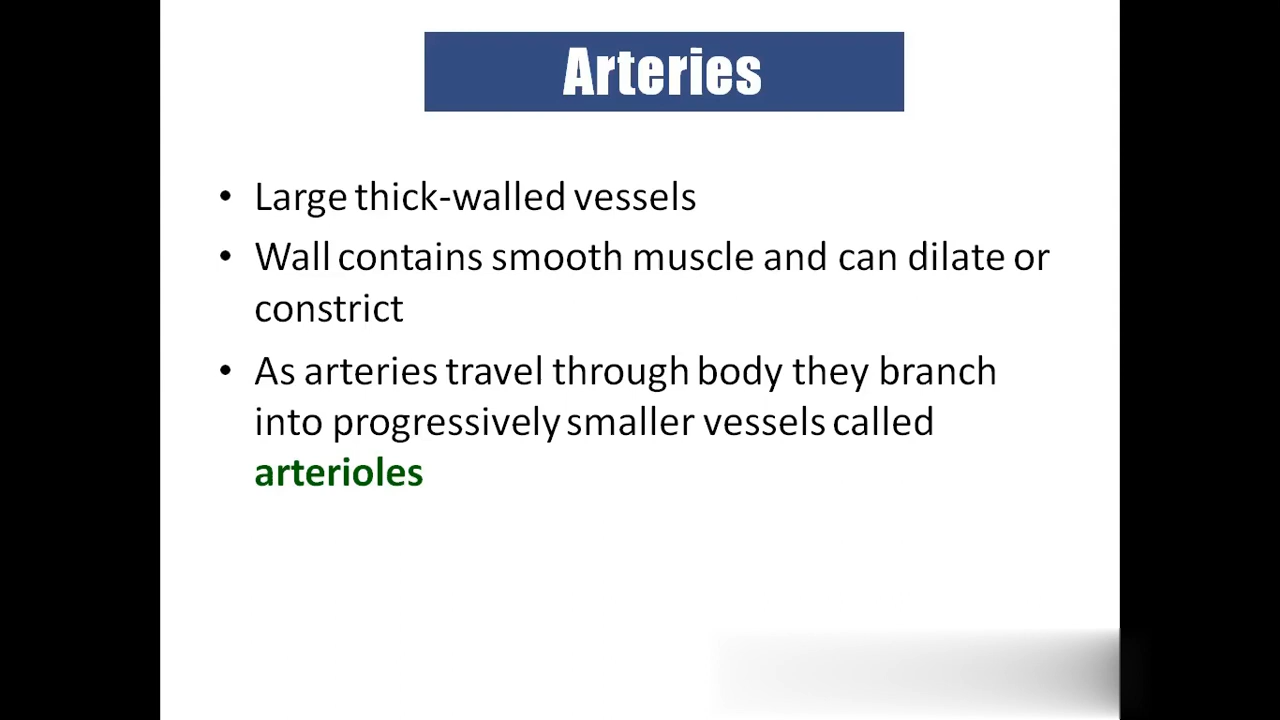 Arteries
• Large thick-walled vessels
• Wall contains smooth muscle and can dilate or
constrict
• As arteries travel through body they branch
into progressively smaller vessels called
arterioles